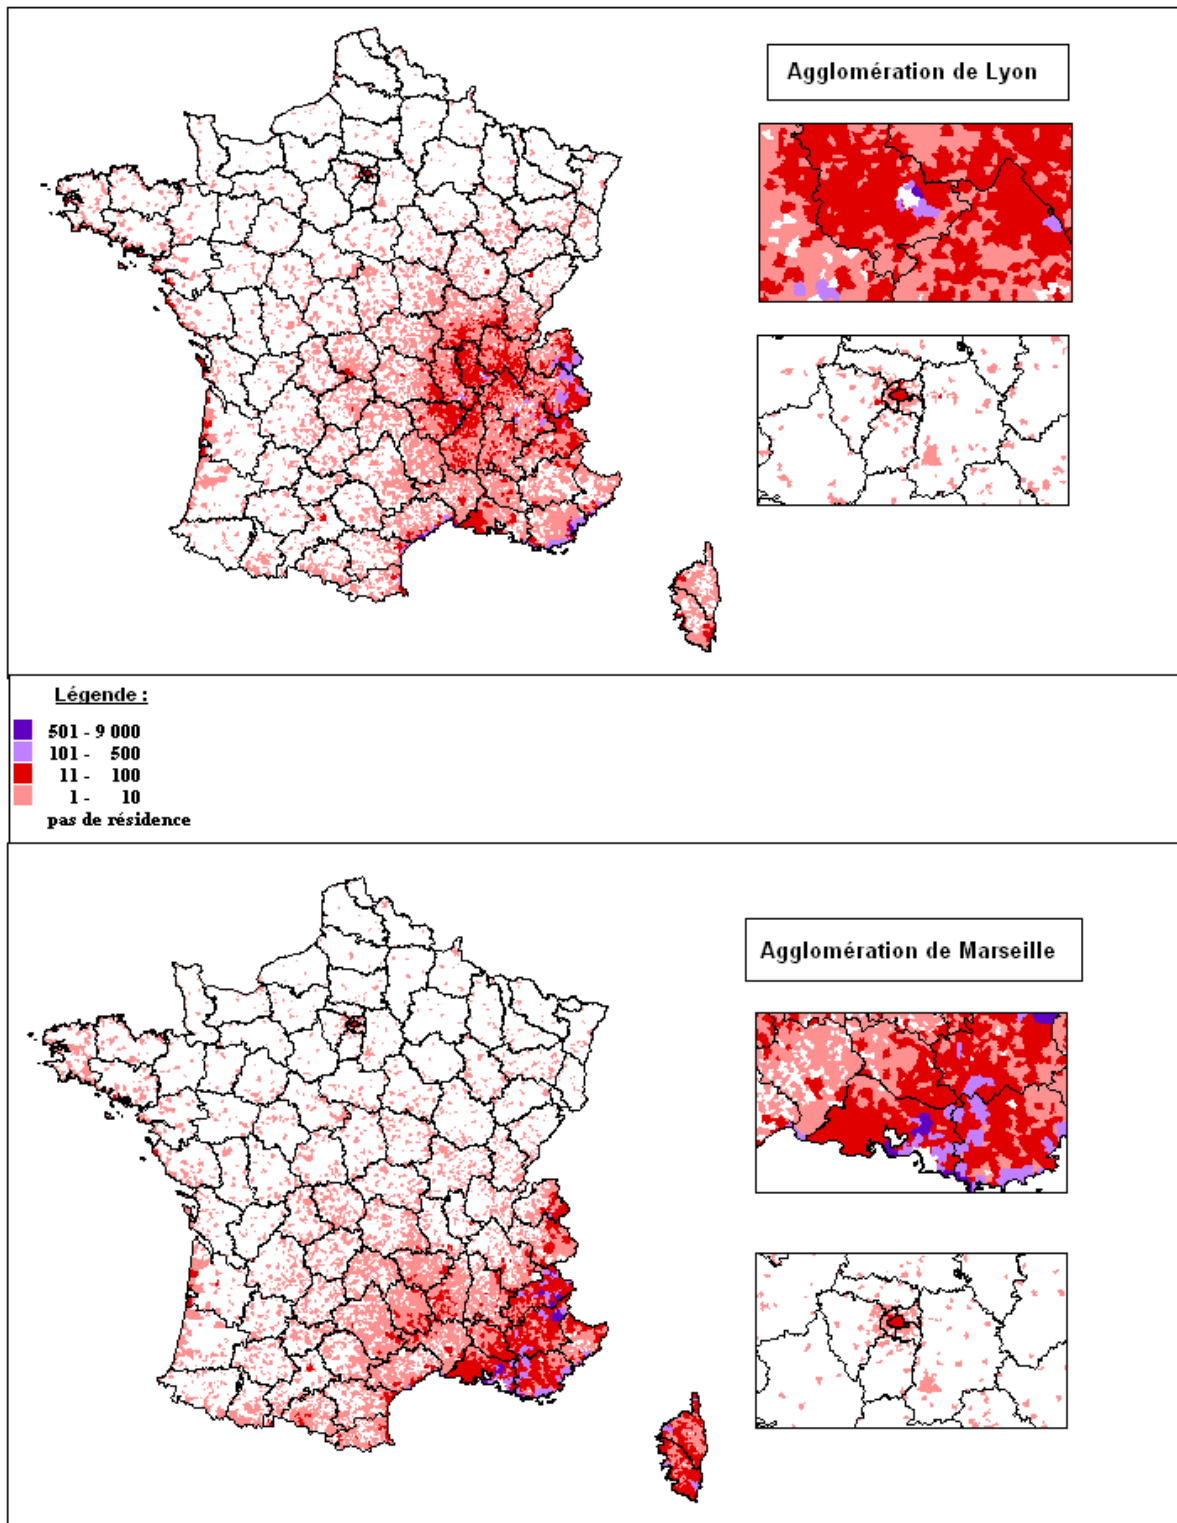 Agglomération de Lyon
Légende :
501 - 9 000
101 - 500
11 - 100
1 - 10
pas de résidence
Agglomération de Marseille